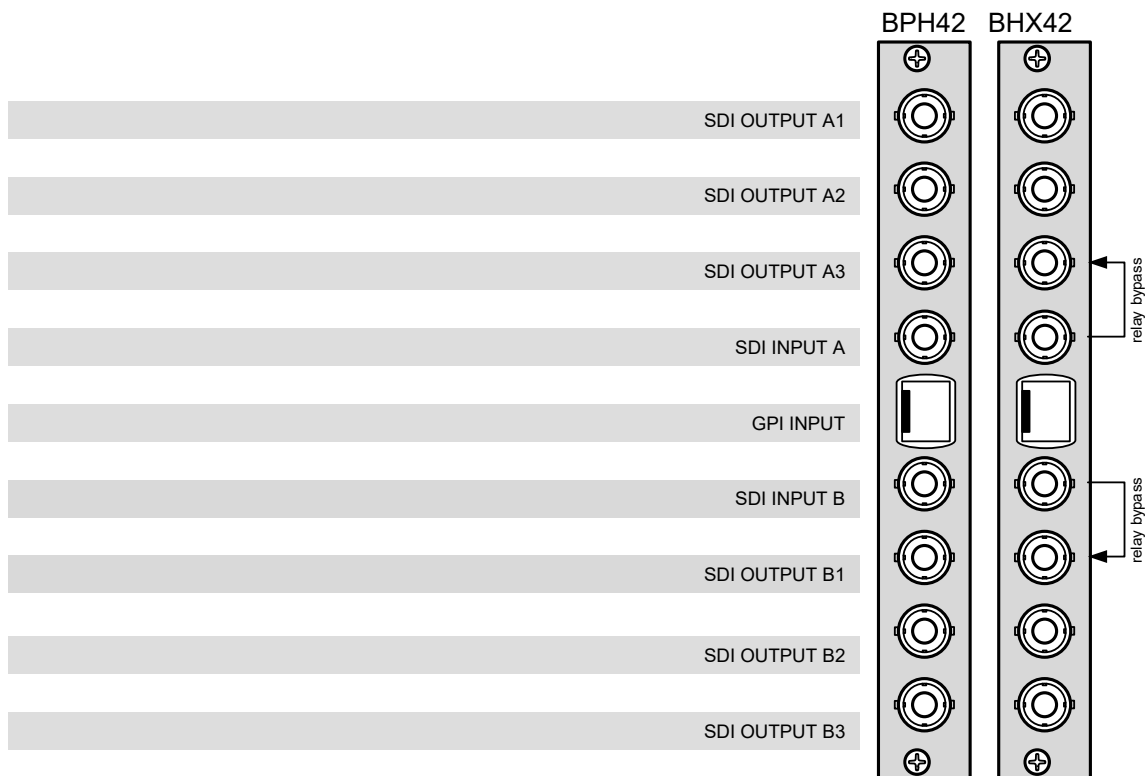 BPH42 BHX42
SDI OUTPUT A1
SDI OUTPUT A2
SDI OUTPUT A3
relay bypass
SDI INPUT A
GPI INPUT
SDI INPUT B
relay bypass
SDI OUTPUT B1
SDI OUTPUT B2
SDI OUTPUT B3